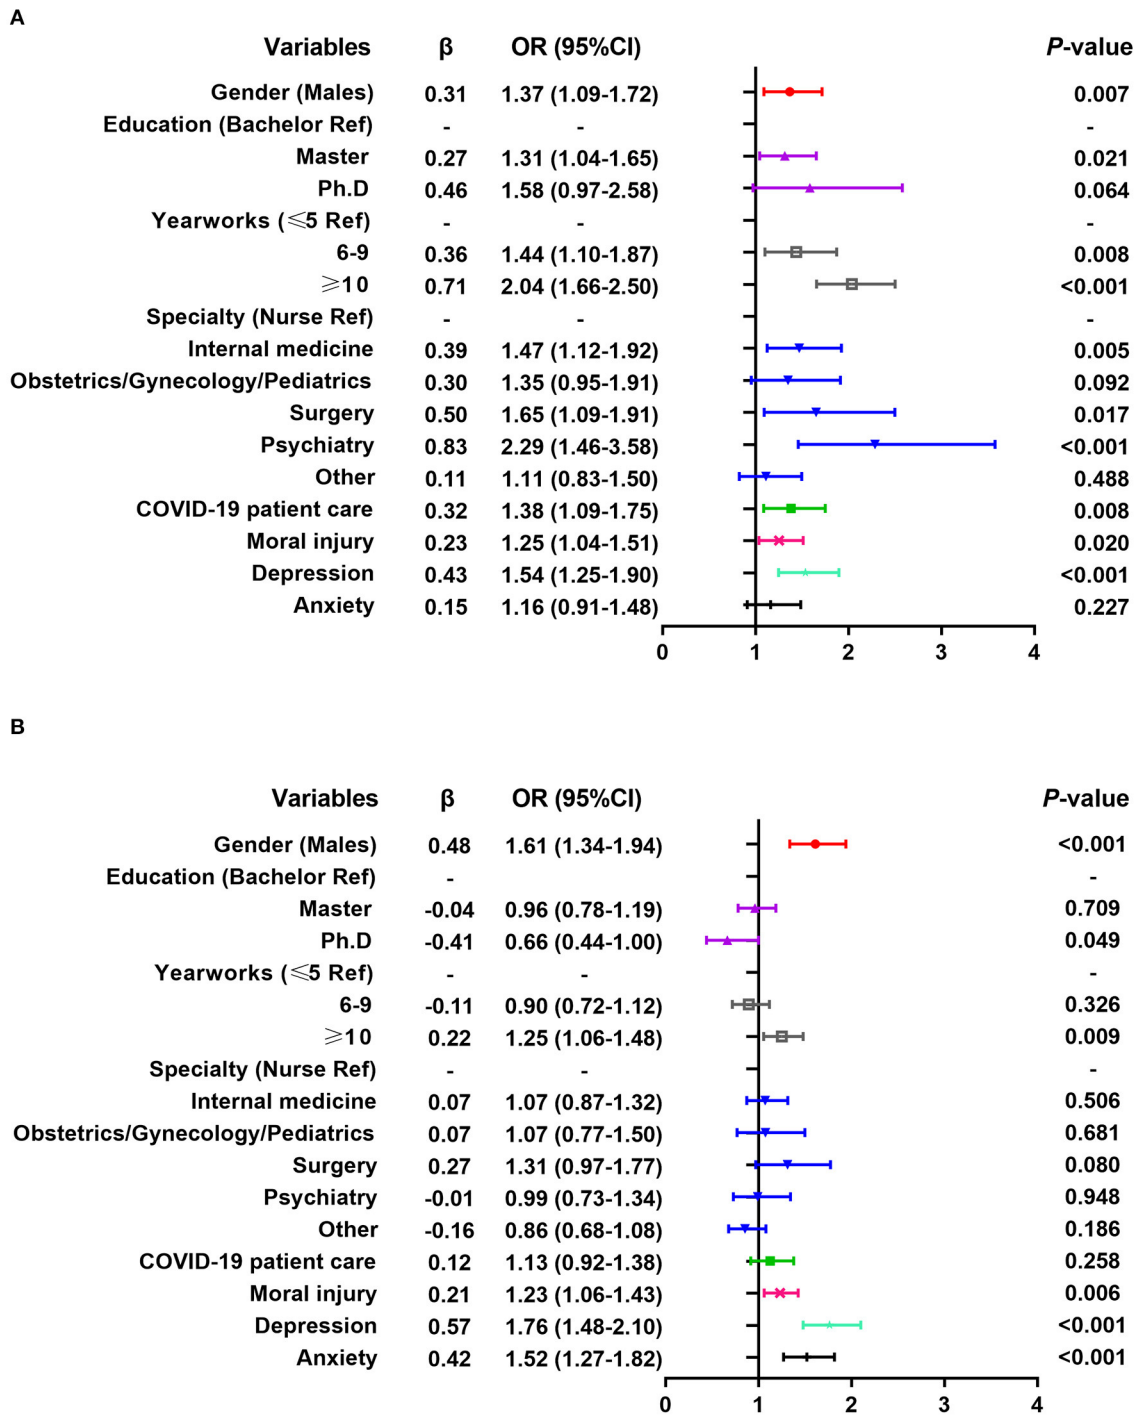 A
Variables β OR (95%CI) P-value
Gender (Males) 0.31 1.37 (1.09-1.72) 0.007
Education (Bachelor Ref) - - -
Master 0.27 1.31 (1.04-1.65) 0.021
Ph.D 0.46 1.58 (0.97-2.58) 0.064
Yearworks (⩽5 Ref) - - -
6-9 0.36 1.44 (1.10-1.87) 0.008
⩾10 0.71 2.04 (1.66-2.50) <0.001
Specialty (Nurse Ref) - - -
Internal medicine 0.39 1.47 (1.12-1.92) 0.005
Obstetrics/Gynecology/Pediatrics 0.30 1.35 (0.95-1.91) 0.092
Surgery 0.50 1.65 (1.09-1.91) 0.017
Psychiatry 0.83 2.29 (1.46-3.58) <0.001
Other 0.11 1.11 (0.83-1.50) 0.488
COVID-19 patient care 0.32 1.38 (1.09-1.75) 0.008
Moral injury 0.23 1.25 (1.04-1.51) 0.020
Depression 0.43 1.54 (1.25-1.90) <0.001
Anxiety 0.15 1.16 (0.91-1.48) 0.227
0 1 2 3 4
B
Variables β OR (95%CI) P-value
Gender (Males) 0.48 1.61 (1.34-1.94) <0.001
Education (Bachelor Ref) - -
Master -0.04 0.96 (0.78-1.19) 0.709
Ph.D -0.41 0.66 (0.44-1.00) 0.049
Yearworks (⩽5 Ref) - - -
6-9 -0.11 0.90 (0.72-1.12) 0.326
⩾10 0.22 1.25 (1.06-1.48) 0.009
Specialty (Nurse Ref) - - -
Internal medicine 0.07 1.07 (0.87-1.32) 0.506
Obstetrics/Gynecology/Pediatrics 0.07 1.07 (0.77-1.50) 0.681
Surgery 0.27 1.31 (0.97-1.77) 0.080
Psychiatry -0.01 0.99 (0.73-1.34) 0.948
Other -0.16 0.86 (0.68-1.08) 0.186
COVID-19 patient care 0.12 1.13 (0.92-1.38) 0.258
Moral injury 0.21 1.23 (1.06-1.43) 0.006
Depression 0.57 1.76 (1.48-2.10) <0.001
Anxiety 0.42 1.52 (1.27-1.82) <0.001
0 1 2 3 4